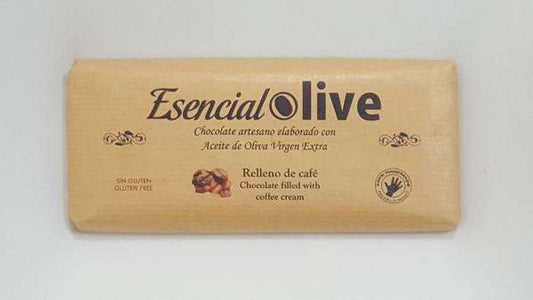 Esencial Olive
Chocolate artesano elaborado con
Aceite de Oliva Virgen Extra
Relleno de café
Chocolate filled with
coffee cream
SIN GLUTEN
GLUTEN FREE